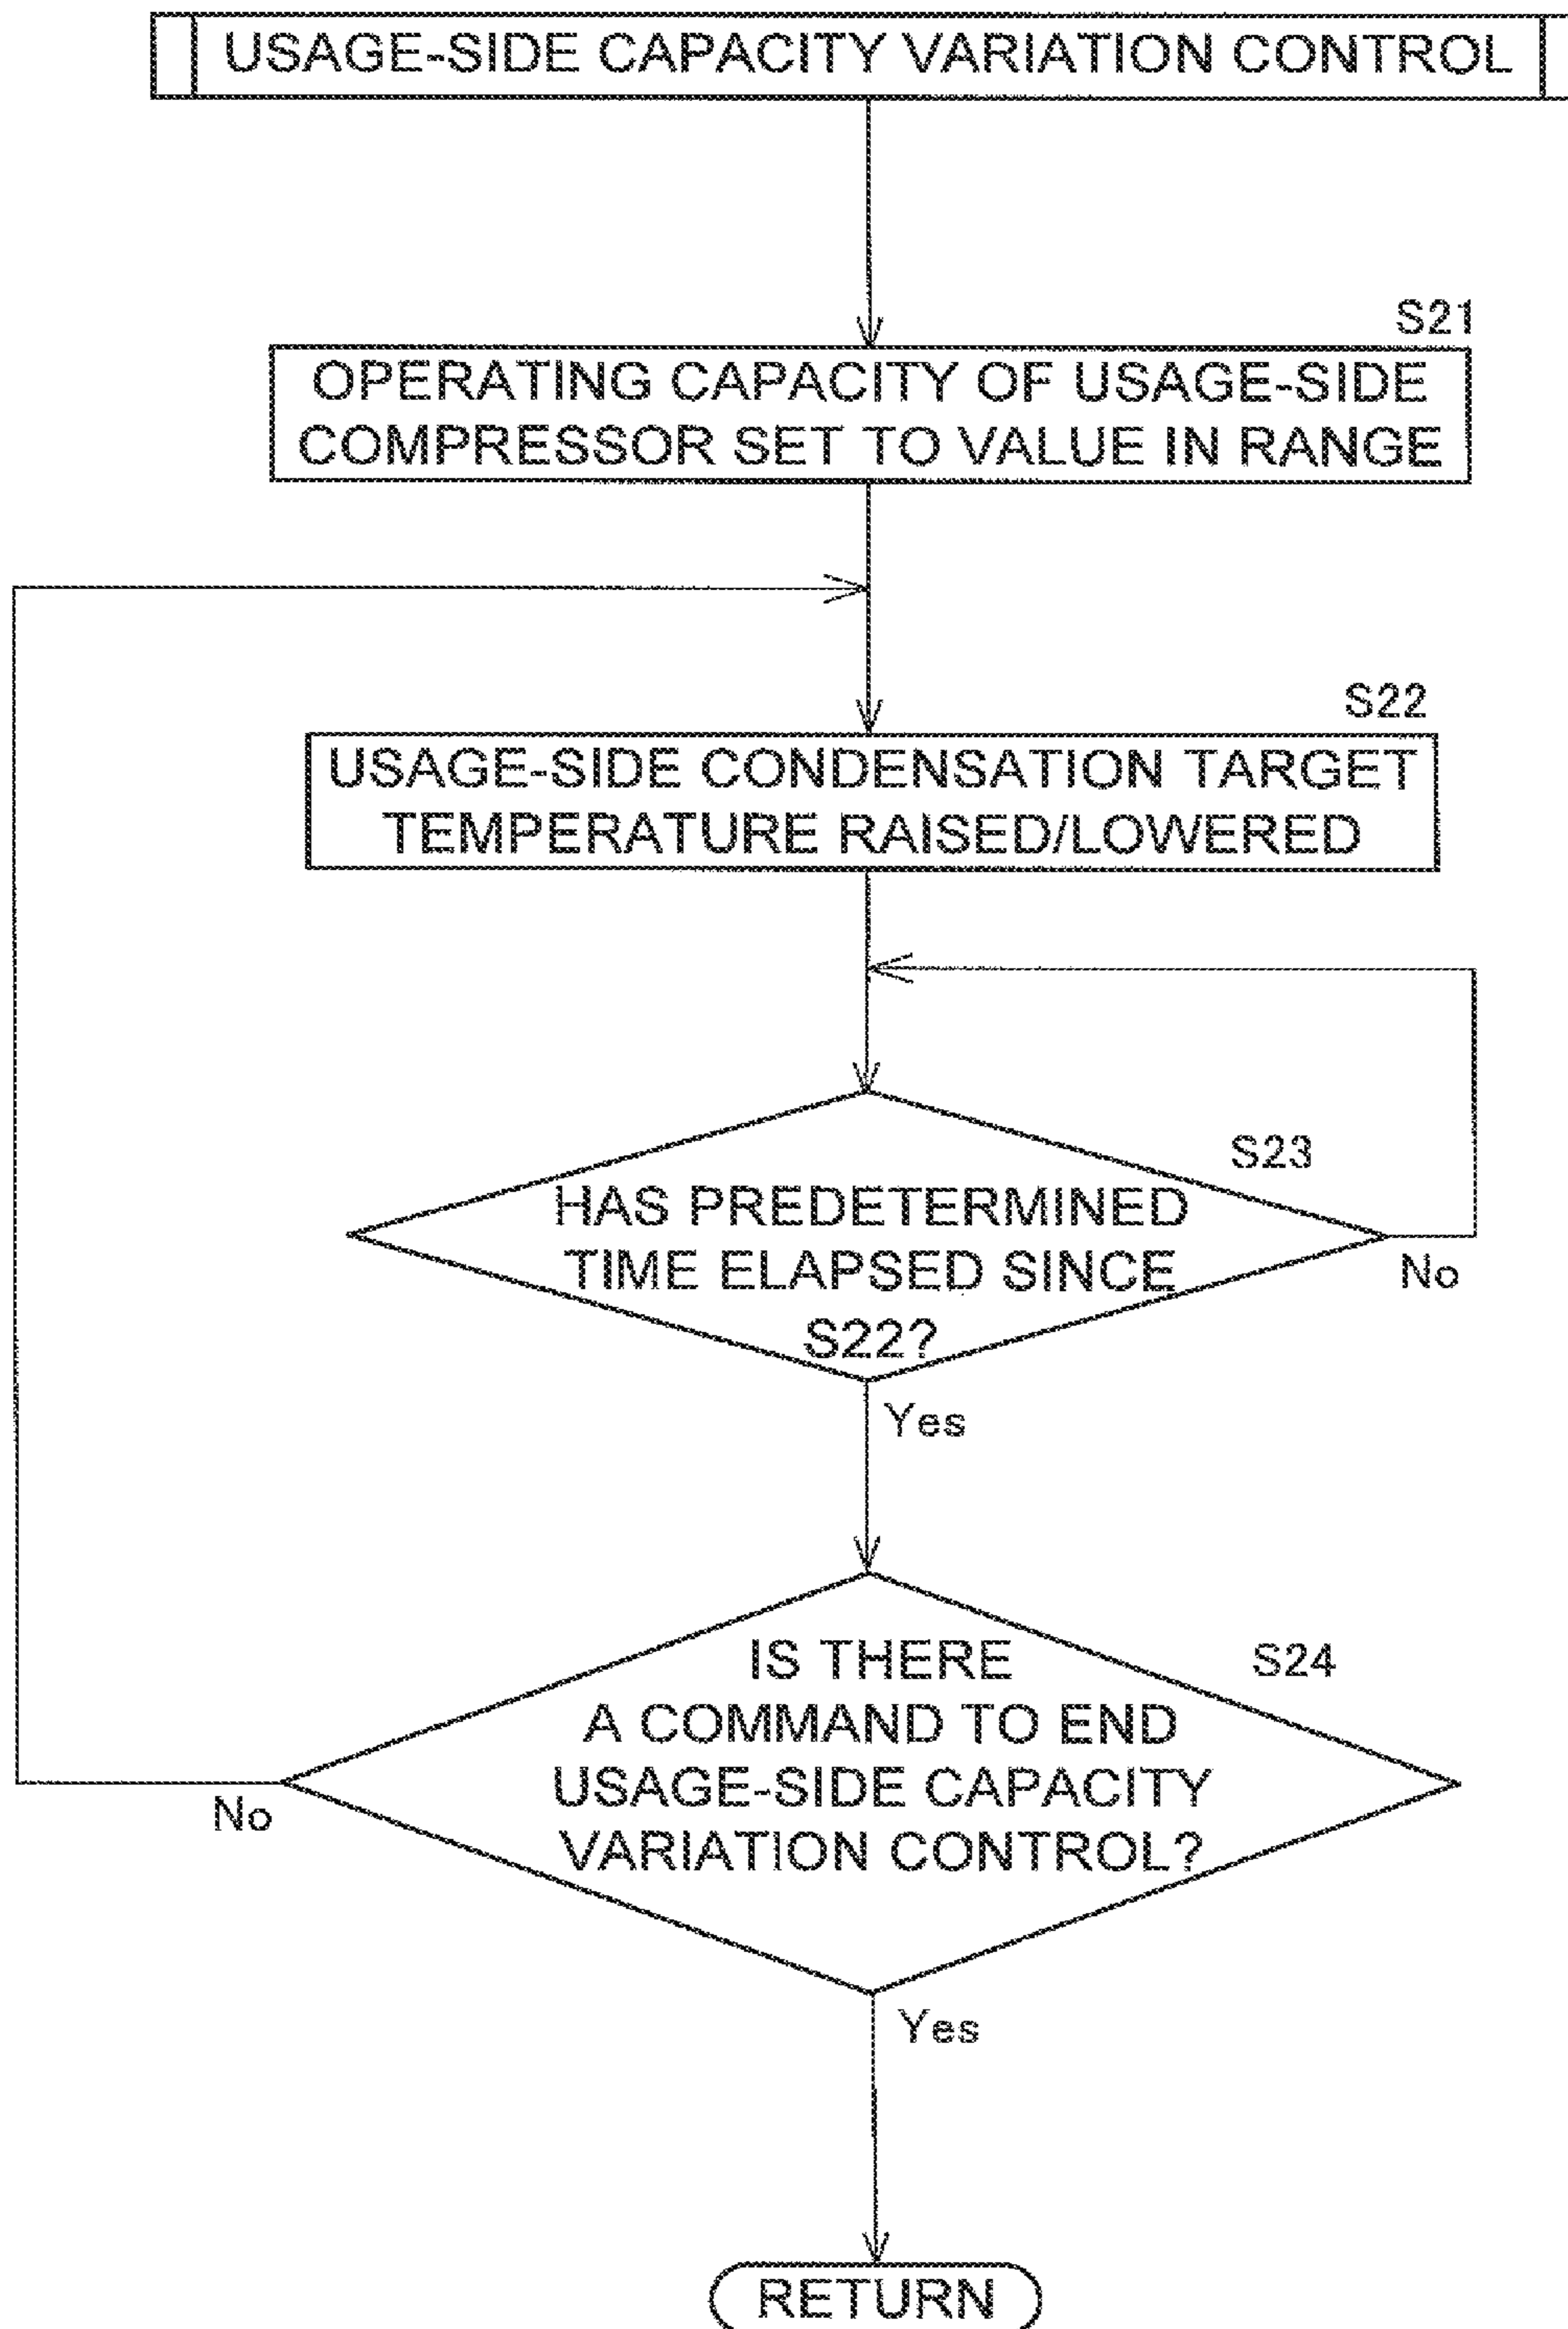 USAGE-SIDE CAPACITY VARIATION CONTROL
S21
OPERATING CAPACITY OF USAGE-SIDE
COMPRESSOR SET TO VALUE IN RANGE
S22
USAGE-SIDE CONDENSATION TARGET
TEMPERATURE RAISED/LOWERED
S23
HAS PREDETERMINED
TIME ELAPSED SINCE
S22?
No
Yes
S24
IS THERE
A COMMAND TO END
USAGE-SIDE CAPACITY
VARIATION CONTROL?
No
Yes
RETURN